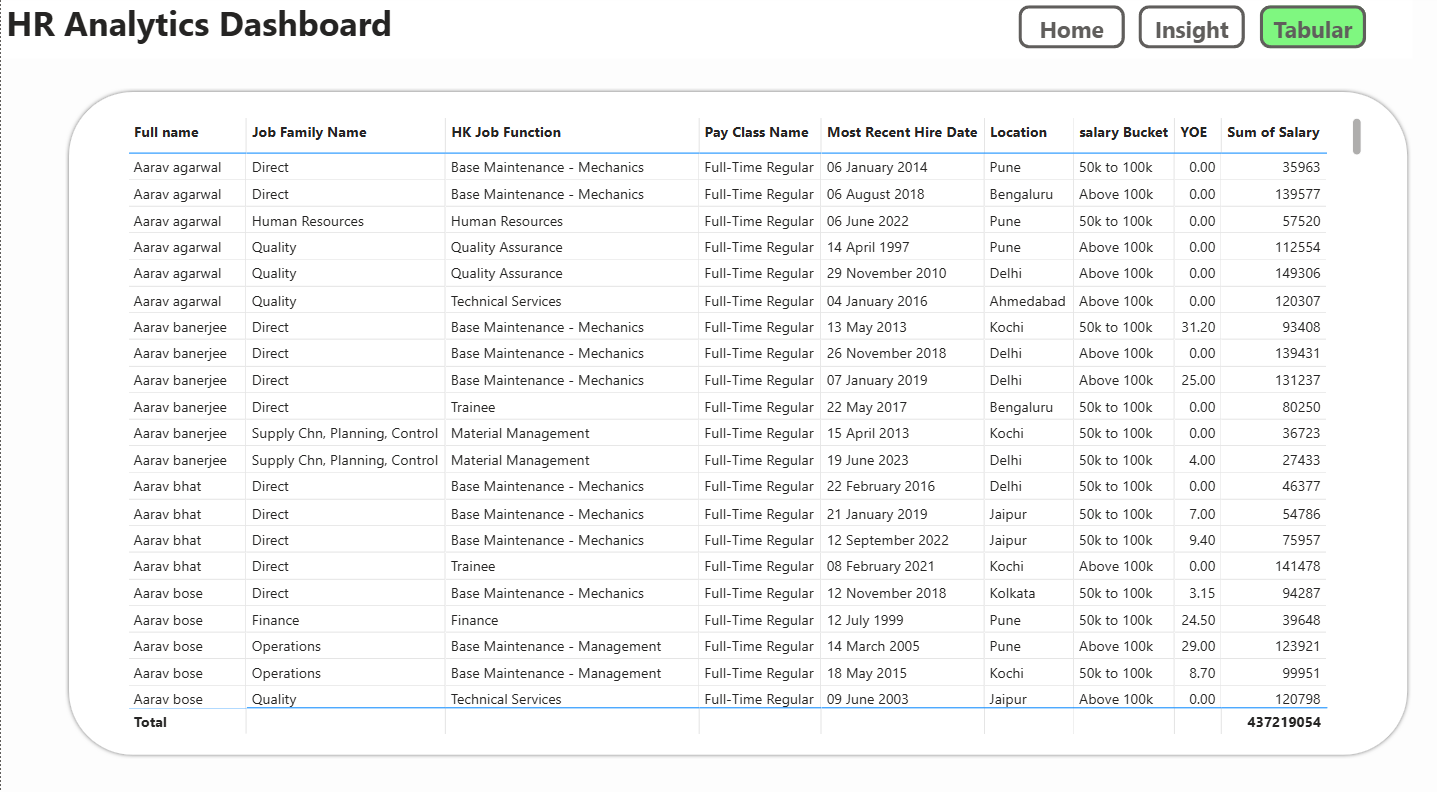 HR Analytics Dashboard Home Insight Tabular
Full name Job Family Name HK Job Function Pay Class Name Most Recent Hire Date Location salary Bucket YOE Sum of Salary
Aarav agarwal Direct Base Maintenance - Mechanics Full-Time Regular 06 January 2014 Pune 50k to 100k 0.00 35963
Aarav agarwal Direct Base Maintenance - Mechanics Full-Time Regular 06 August 2018 Bengaluru Above 100k 0.00 139577
Aarav agarwal Human Resources Human Resources Full-Time Regular 06 June 2022 Pune 50k to 100k 0.00 57520
Aarav agarwal Quality Quality Assurance Full-Time Regular 14 April 1997 Pune Above 100k 0.00 112554
Aarav agarwal Quality Quality Assurance Full-Time Regular 29 November 2010 Delhi Above 100k 0.00 149306
Aarav agarwal Quality Technical Services Full-Time Regular 04 January 2016 Ahmedabad Above 100k 0.00 120307
Aarav banerjee Direct Base Maintenance - Mechanics Full-Time Regular 13 May 2013 Kochi 50k to 100k 31.20 93408
Aarav banerjee Direct Base Maintenance - Mechanics Full-Time Regular 26 November 2018 Delhi Above 100k 0.00 139431
Aarav banerjee Direct Base Maintenance - Mechanics Full-Time Regular 07 January 2019 Delhi Above 100k 25.00 131237
Aarav banerjee Direct Trainee Full-Time Regular 22 May 2017 Bengaluru 50k to 100k 0.00 80250
Aarav banerjee Supply Chn, Planning, Control Material Management Full-Time Regular 15 April 2013 Kochi 50k to 100k 0.00 36723
Aarav banerjee Supply Chn, Planning, Control Material Management Full-Time Regular 19 June 2023 Delhi 50k to 100k 4.00 27433
Aarav bhat Direct Base Maintenance - Mechanics Full-Time Regular 22 February 2016 Delhi 50k to 100k 0.00 46377
Aarav bhat Direct Base Maintenance - Mechanics Full-Time Regular 21 January 2019 Jaipur 50k to 100k 7.00 54786
Aarav bhat Direct Base Maintenance - Mechanics Full-Time Regular 12 September 2022 Jaipur 50k to 100k 9.40 75957
Aarav bhat Direct Trainee Full-Time Regular 08 February 2021 Kochi Above 100k 0.00 141478
Aarav bose Direct Base Maintenance - Mechanics Full-Time Regular 12 November 2018 Kolkata 50k to 100k 3.15 94287
Aarav bose Finance Finance Full-Time Regular 12 July 1999 Pune 50k to 100k 24.50 39648
Aarav bose Operations Base Maintenance - Management Full-Time Regular 14 March 2005 Pune Above 100k 29.00 123921
Aarav bose Operations Base Maintenance - Management Full-Time Regular 18 May 2015 Kochi 50k to 100k 8.70 99951
Aarav bose Quality Technical Services Full-Time Regular 09 June 2003 Jaipur Above 100k 0.00 120798
Total 437219054